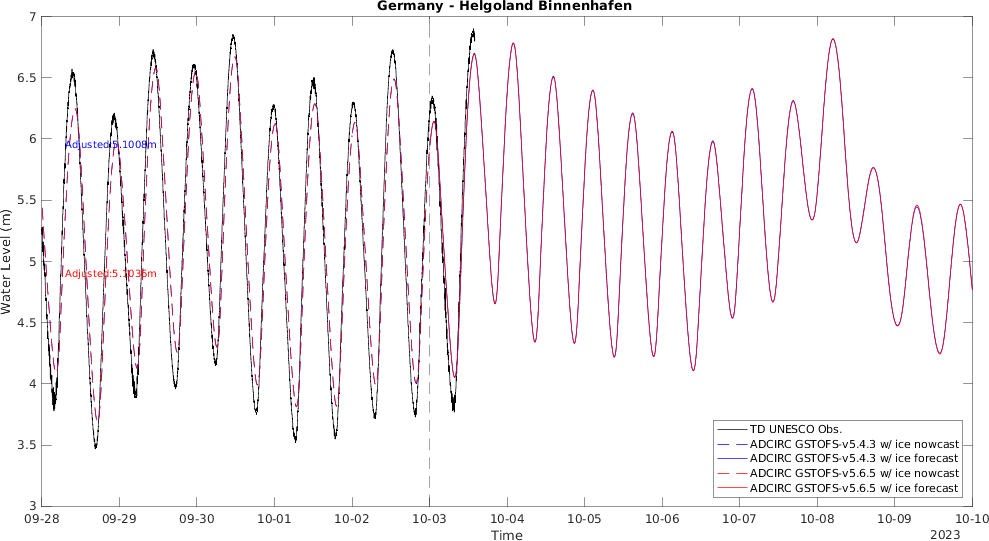 Germany - Helgoland Binnenhafen
7
6.5
6
5.5
5
4.5
4
3.5
3
Water Level (m)
Adjusted:5.1008m
Adjusted:5.1036m
TD UNESCO Obs.
ADCIRC GSTOFS-v5.4.3 w/ ice nowcast
ADCIRC GSTOFS-v5.4.3 w/ ice forecast
ADCIRC GSTOFS-v5.6.5 w/ ice nowcast
ADCIRC GSTOFS-v5.6.5 w/ ice forecast
09-28 09-29 09-30 10-01 10-02 10-03 10-04 10-05 10-06 10-07 10-08 10-09 10-10
Time
2023